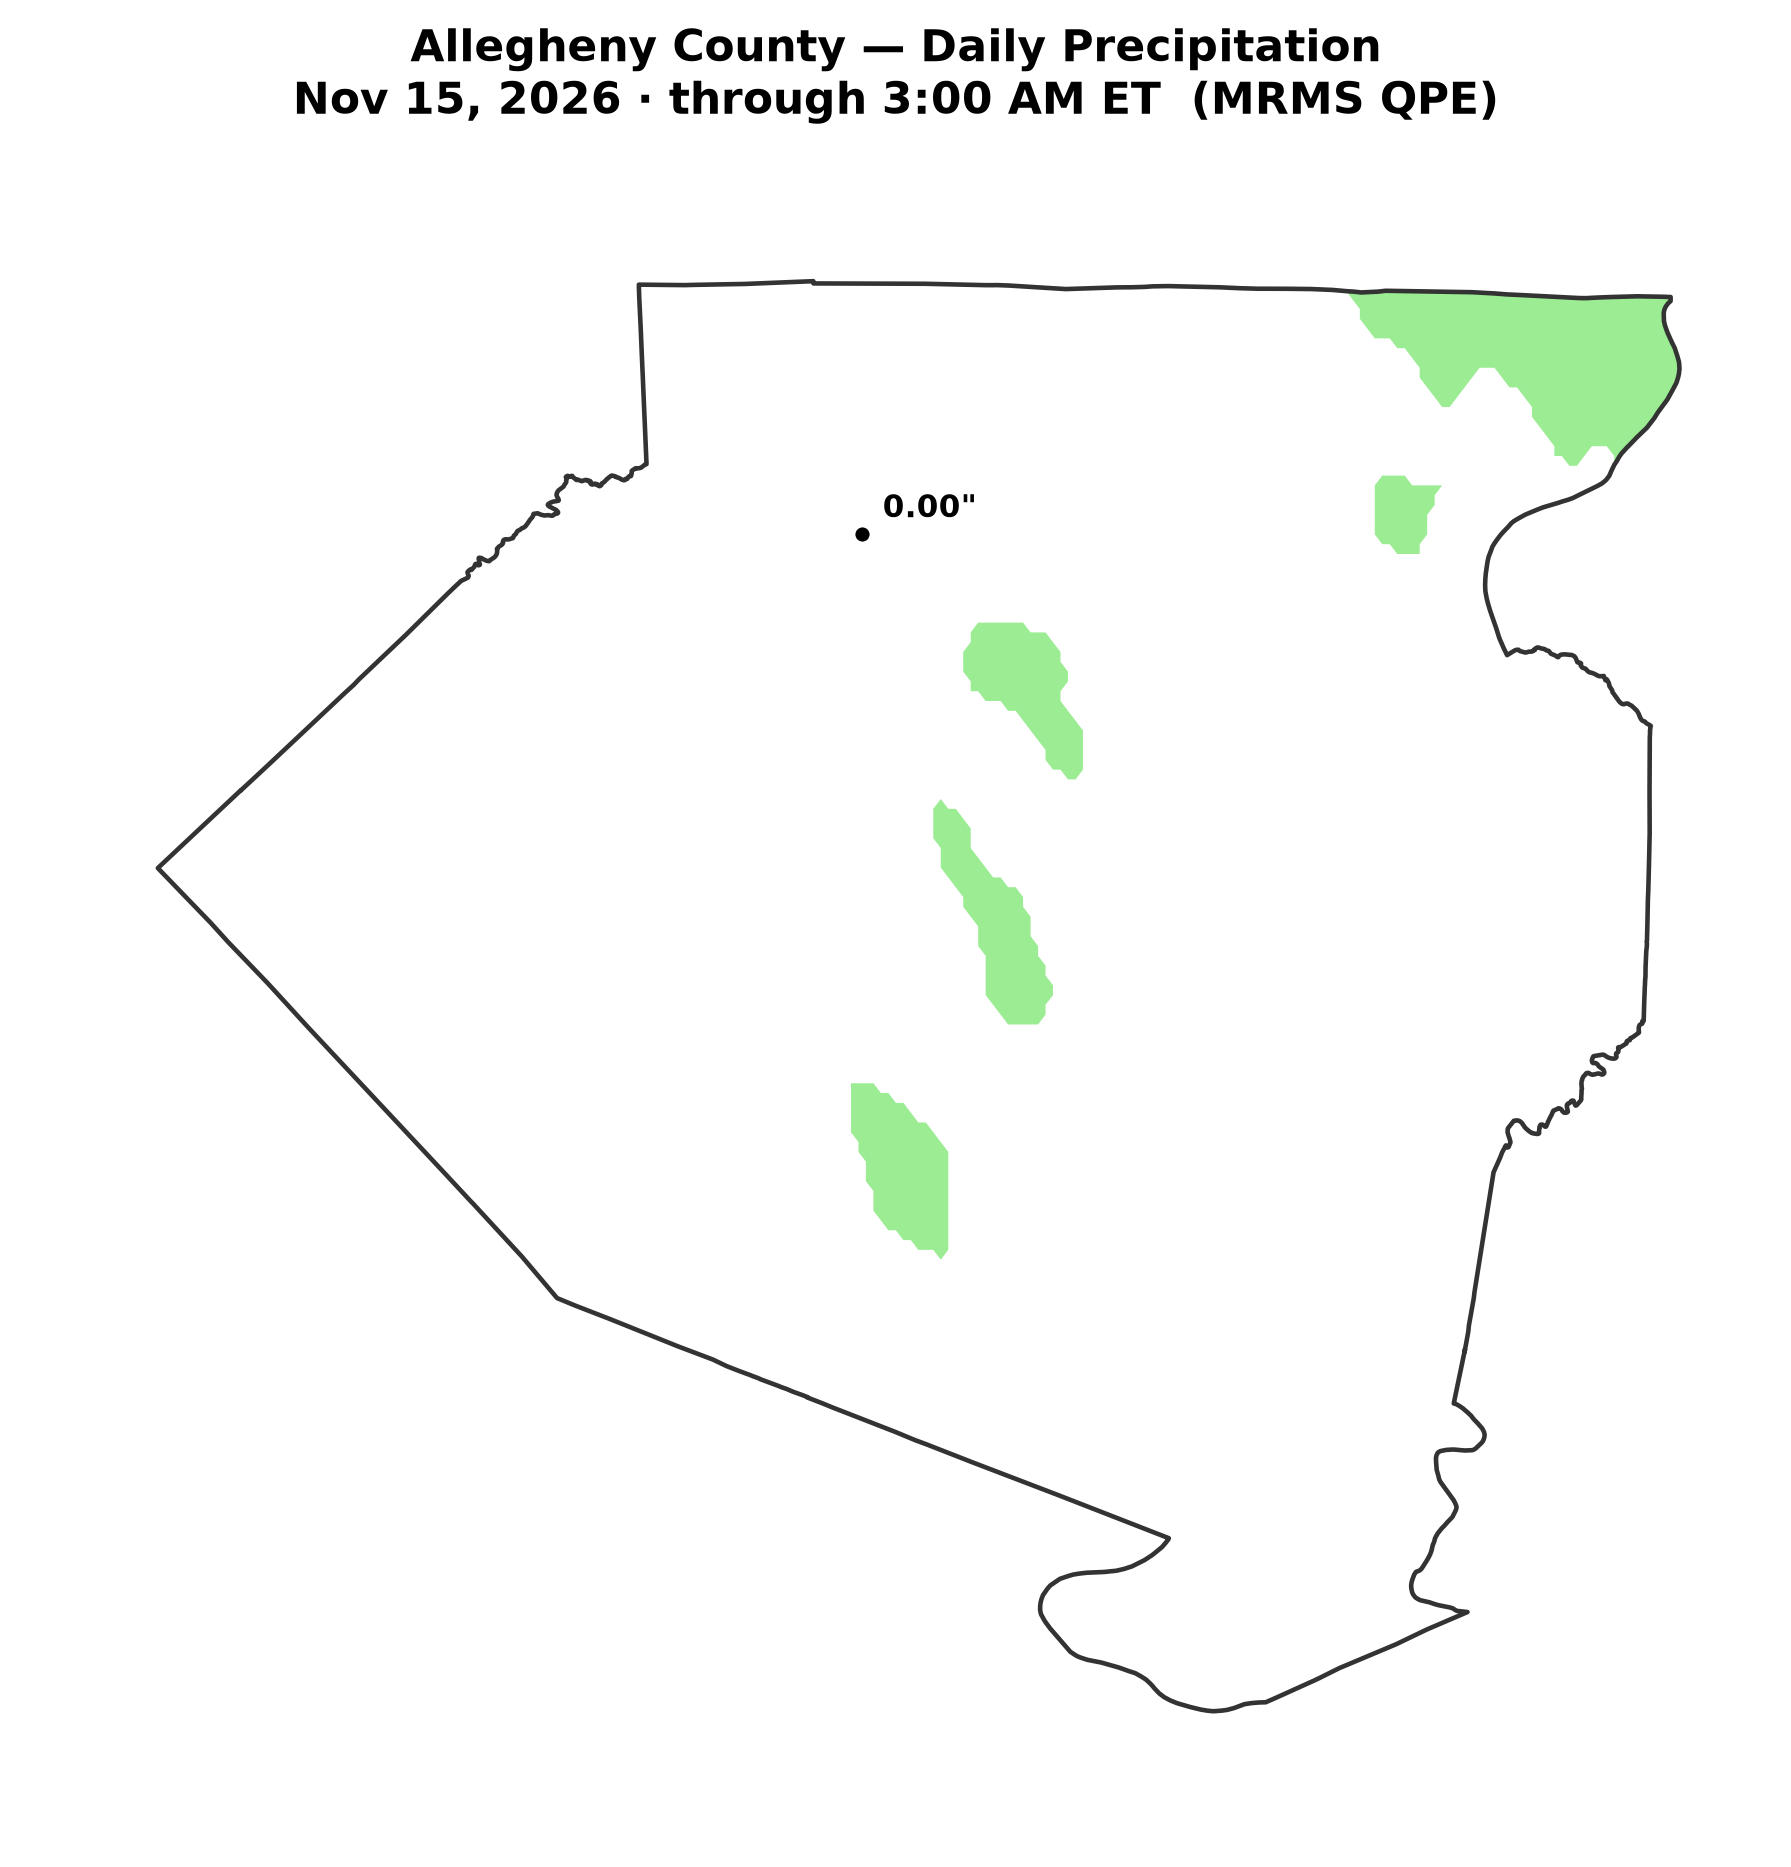 Allegheny County — Daily Precipitation
Nov 15, 2026 · through 3:00 AM ET (MRMS QPE)
0.00"